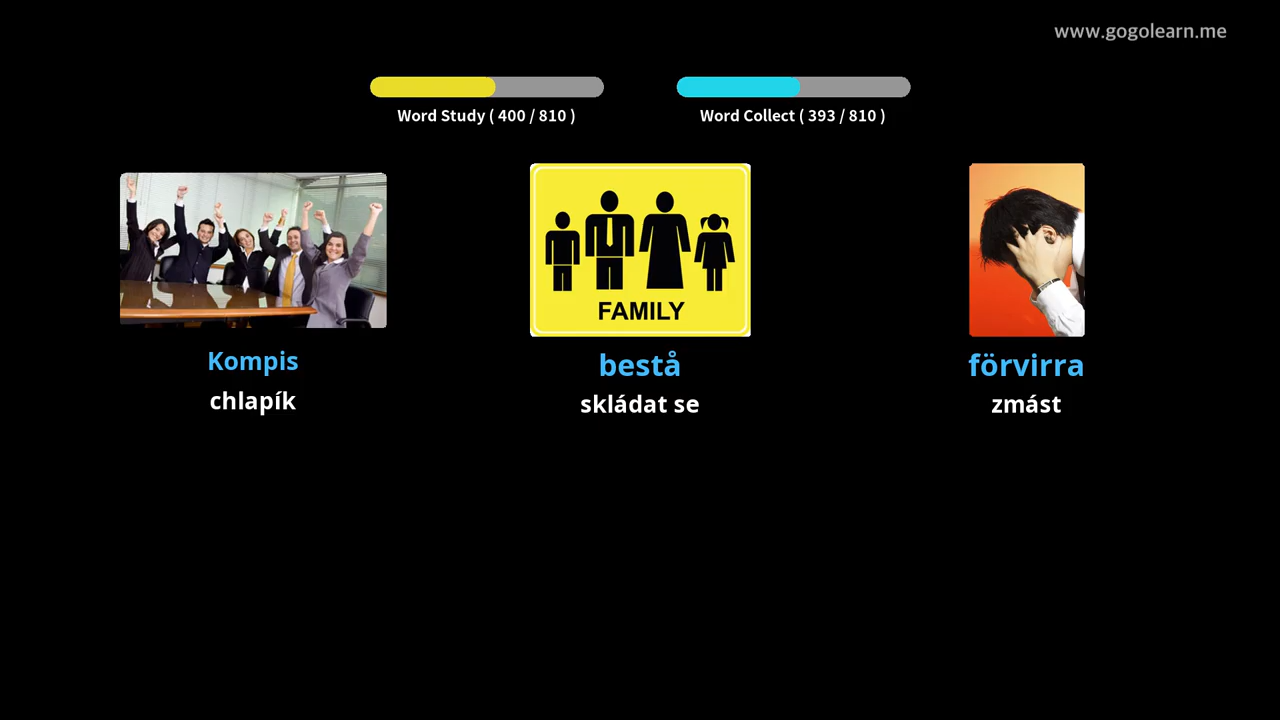 www.gogolearn.me
Word Study ( 400 / 810 )
Word Collect ( 393 / 810 )
FAMILY
Kompis
chlapík
bestå
skládat se
förvirra
zmást